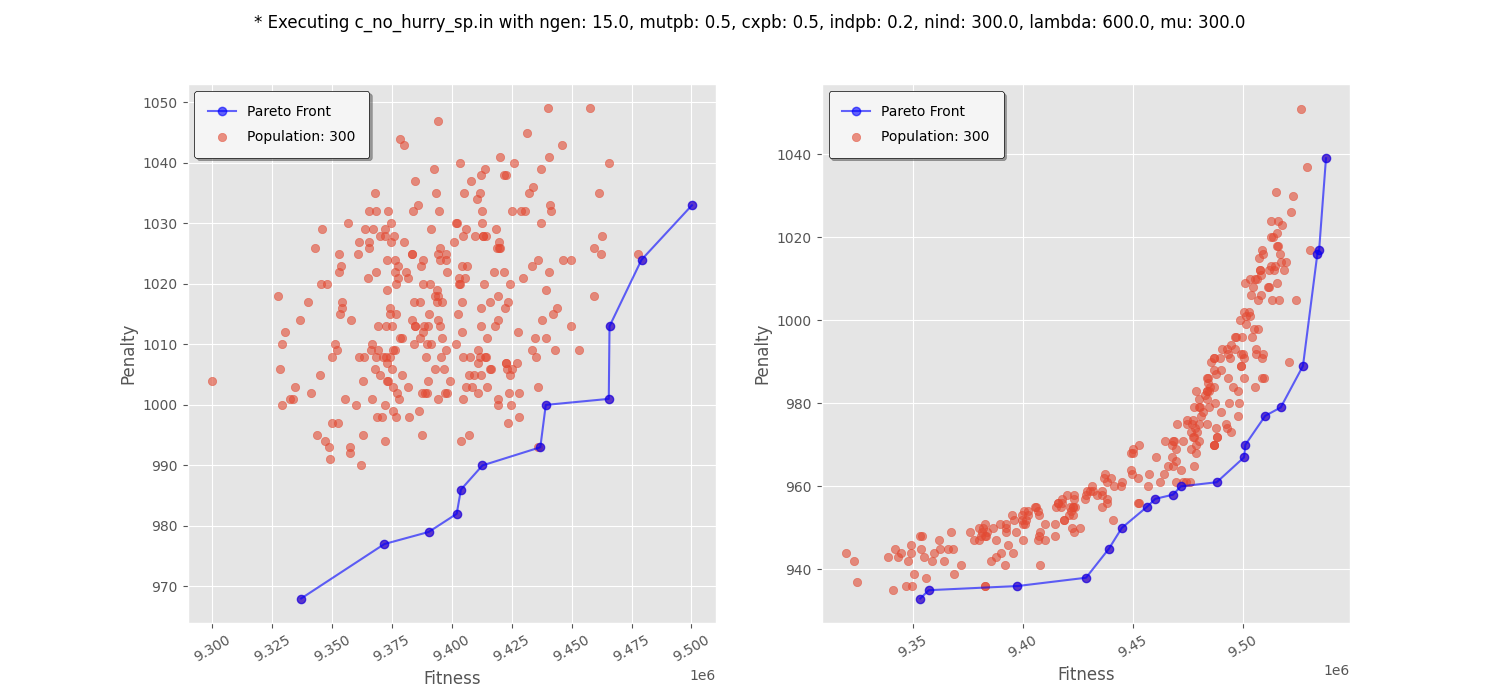 * Executing c_no_hurry_sp.in with ngen: 15.0, mutpb: 0.5, cxpb: 0.5, indpb: 0.2, nind: 300.0, lambda: 600.0, mu: 300.0
Pareto Front
Population: 300
1050
1040
1030
1020
1010
1000
990
980
970
Penalty
9.300
9.325
9.350
9.375
9.400
9.425
9.450
9.475
9.500
1e6
Fitness
Pareto Front
Population: 300
1040
1020
1000
980
960
940
Penalty
9.35
9.40
9.45
9.50
1e6
Fitness